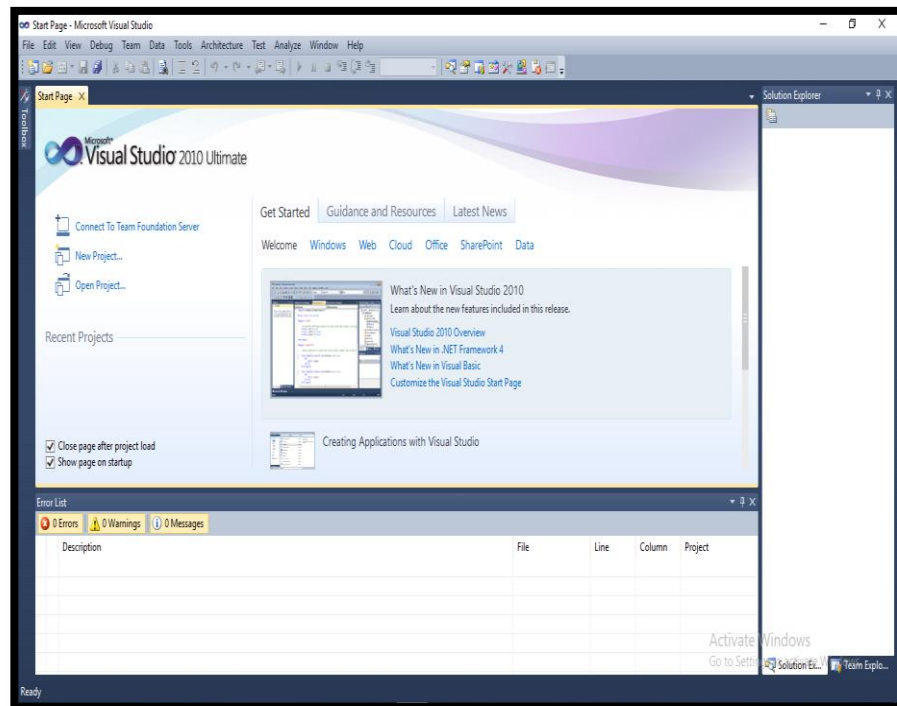 Start Page - Microsoft Visual Studio
File Edit View Debug Team Data Tools Architecture Test Analyze Window Help
Toolbox
Start Page X
Solution Explorer
Microsoft
Visual Studio 2010 Ultimate
Connect To Team Foundation Server
New Project...
Open Project...
Recent Projects
Close page after project load
Show page on startup
Get Started Guidance and Resources Latest News
Welcome Windows Web Cloud Office SharePoint Data
What's New in Visual Studio 2010
Learn about the new features included in this release.
Visual Studio 2010 Overview
What's New in .NET Framework 4
What's New in Visual Basic
Customize the Visual Studio Start Page
Creating Applications with Visual Studio
Error List
0 Errors 0 Warnings 0 Messages
Description File Line Column Project
Activate Windows
Go to
Solution Ex... Team Explo...
Ready